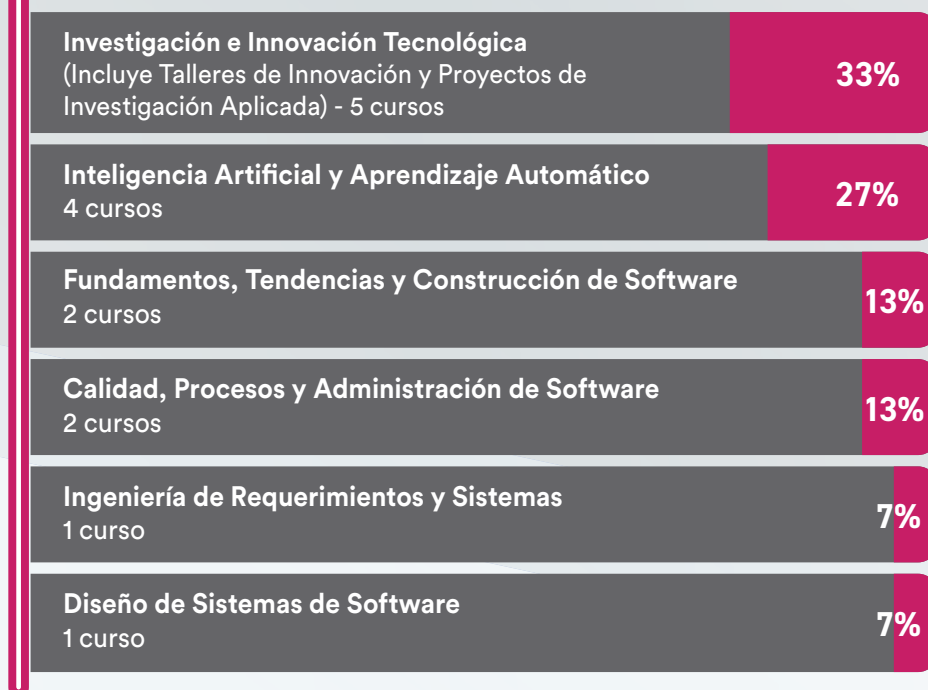 Investigación e Innovación Tecnológica
(Incluye Talleres de Innovación y Proyectos de
Investigación Aplicada) - 5 cursos
33%
Inteligencia Artificial y Aprendizaje Automático
4 cursos
27%
Fundamentos, Tendencias y Construcción de Software
2 cursos
13%
Calidad, Procesos y Administración de Software
2 cursos
13%
Ingeniería de Requerimientos y Sistemas
1 curso
7%
Diseño de Sistemas de Software
1 curso
7%